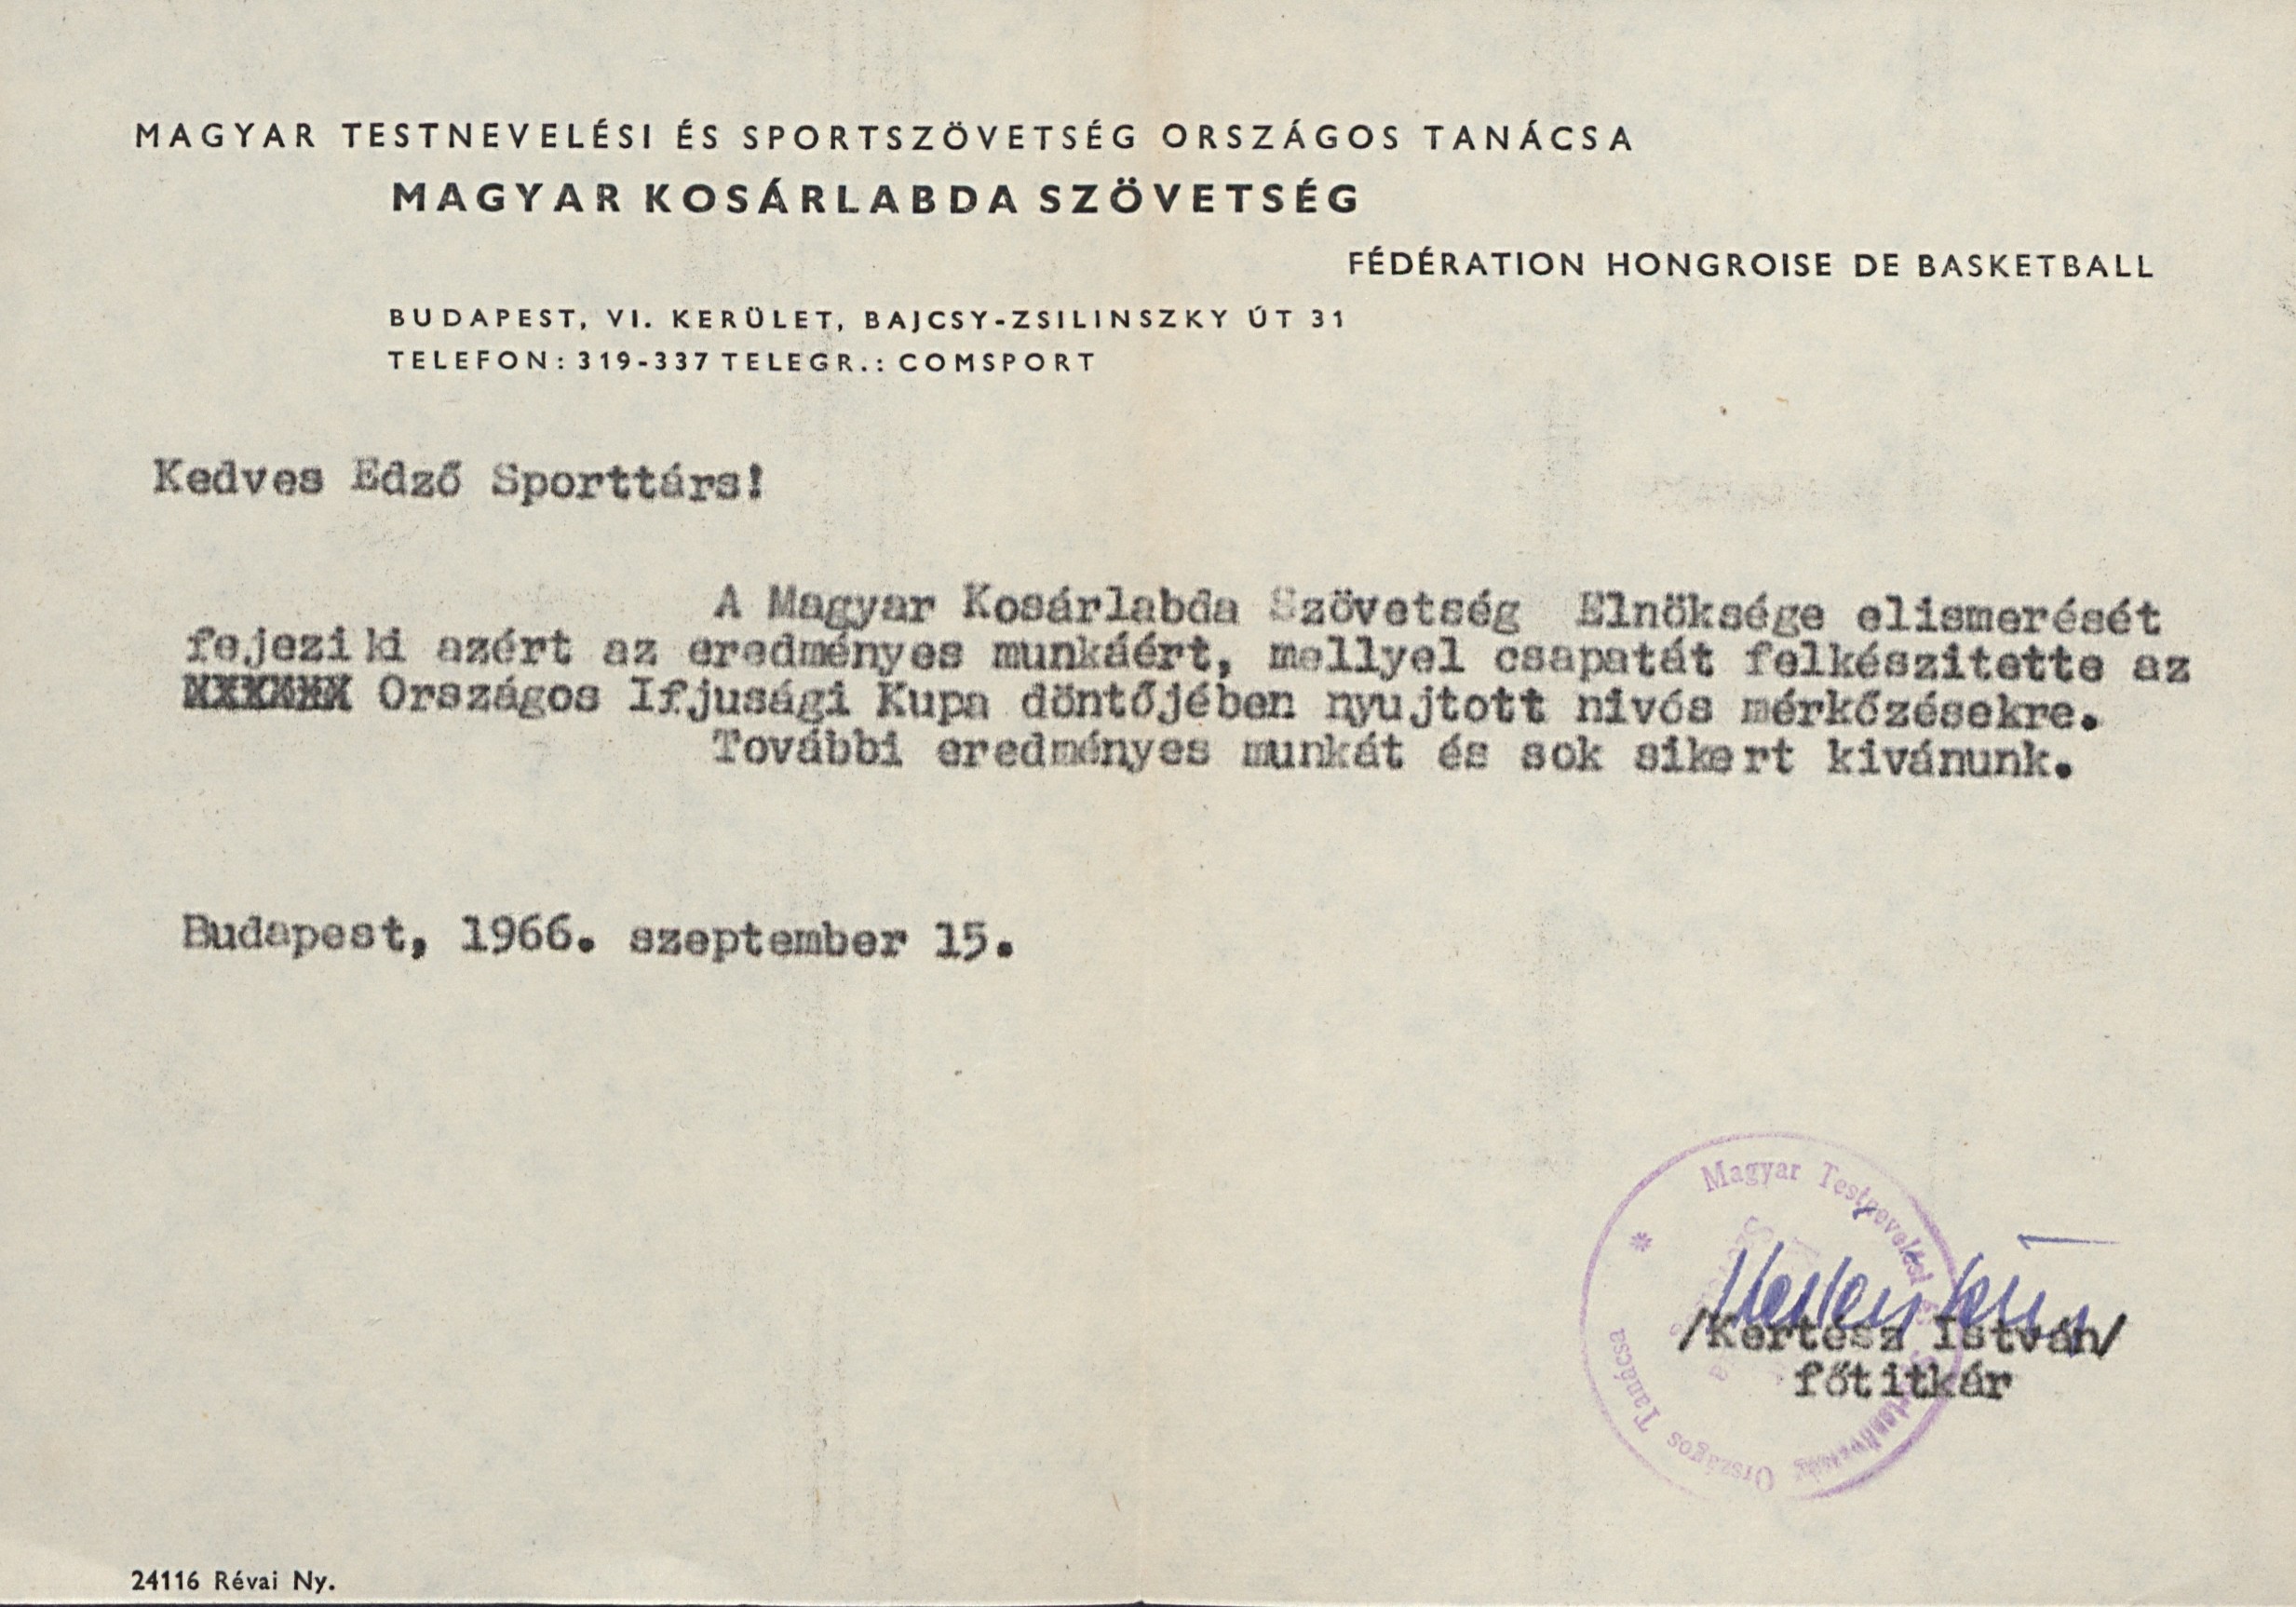 MAGYAR TESTNEVELÉSI ÉS SPORTSZÖVETSÉG ORSZÁGOS TANÁCSA
MAGYAR KOSÁRLABDA SZÖVETSÉG
FÉDÉRATION HONGROISE DE BASKETBALL
BUDAPEST, VI. KERÜLET, BAJCSY-ZSILINSZKY ÚT 31
TELEFON: 319-337 TELEGR.: COMSPORT
Kedves Edző Sporttárs!
A Magyar Kosárlabda Szövetség Elnöksége elismerését
fejezi ki azért az eredményes munkáért, mellyel csapatát felkészitette az
Országos Ifjusági Kupa döntőjében nyujtott nivós mérkőzésekre.
További eredményes munkát és sok sikert kivánunk.
Budapest, 1966. szeptember 15.
Magyar Testnevelési és Sportszövetség Országos Tanácsa
/Kertész István/
főtitkár
24116 Révai Ny.